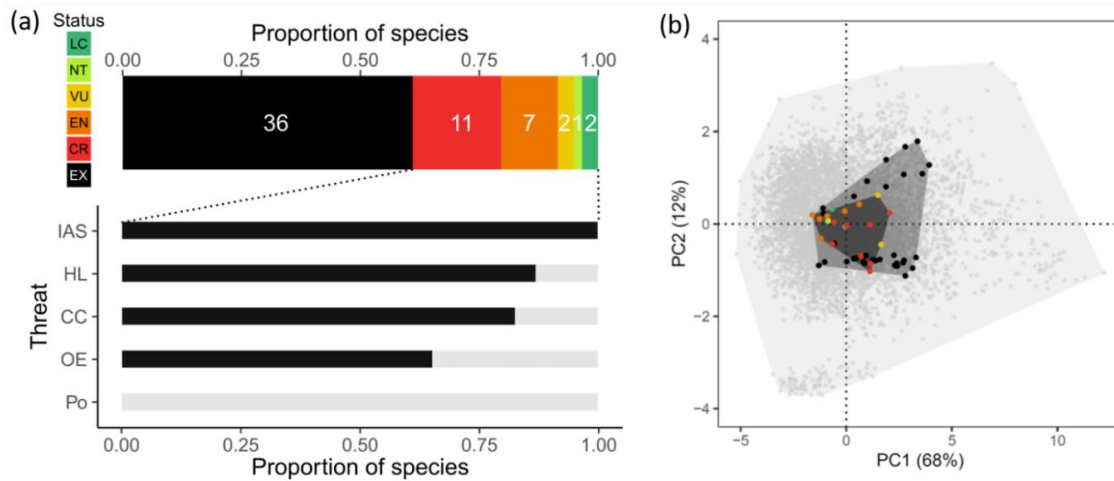 (a)
Status
LC
NT
VU
EN
CR
EX
Proportion of species
0.00 0.25 0.50 0.75 1.00
36 11 7 2 1 2
Threat
IAS
HL
CC
OE
Po
0.00 0.25 0.50 0.75 1.00
Proportion of species
(b)
PC2 (12%)
4
2
0
−2
−4
−5 0 5 10
PC1 (68%)